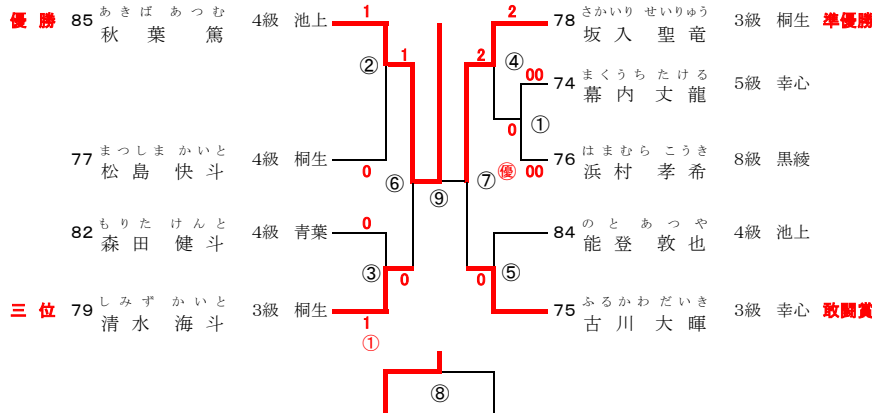 優 勝 85 あきば あつむ 秋 葉 篤 4級 池上 1
77 まつしま かいと 松 島 快 斗 4級 桐生 0
② 1
82 もりた けんと 森 田 健 斗 4級 青葉 0
三 位 79 しみず かいと 清 水 海 斗 3級 桐生 1 ①
③ 0
⑥
⑨
2 78 さかいり せいりゅう 坂 入 聖 竜 3級 桐生 準優勝
00 74 まくうち たける 幕 内 丈 龍 5級 幸心
① 0
00 76 はまむら こうき 浜 村 孝 希 8級 黒綾
2 ④
⑦ 優
84 のと あつや 能 登 敦 也 4級 池上
0 ⑤
75 ふるかわ だいき 古 川 大 暉 3級 幸心 敢闘賞
⑧